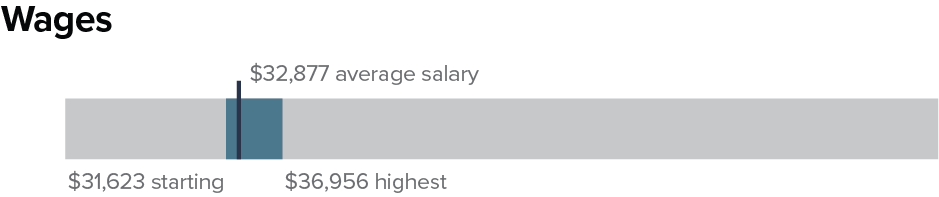 Wages
$32,877 average salary
$31,623 starting
$36,956 highest